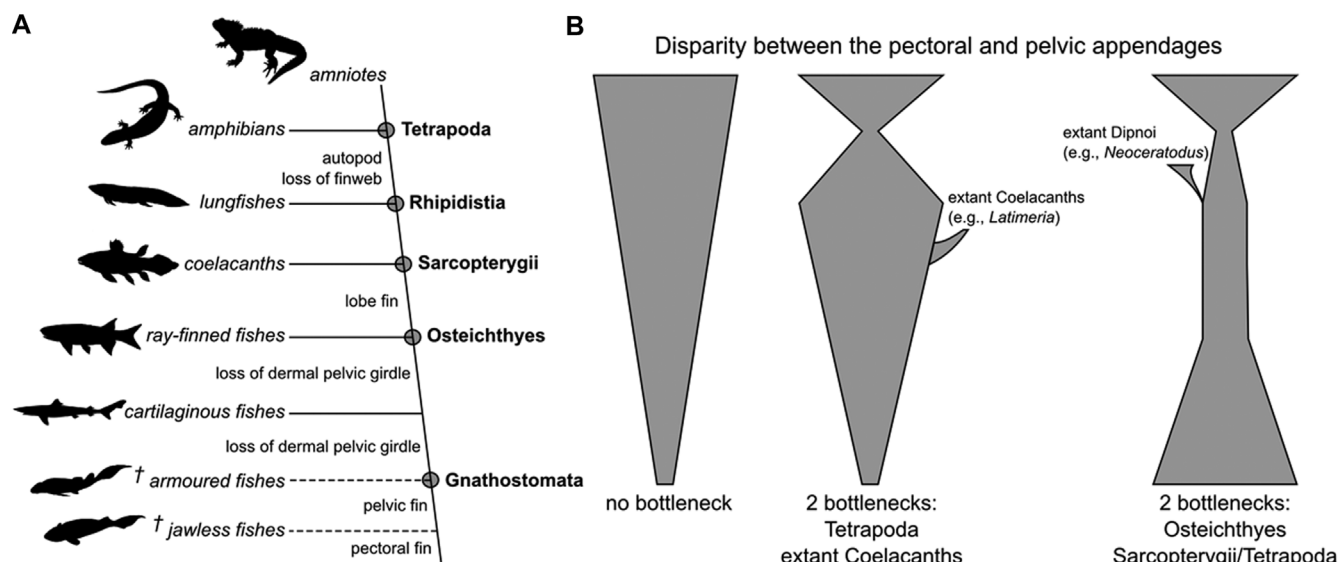 A
amniotes
amphibians
Tetrapoda
autopod
loss of finweb
lungfishes
Rhipidistia
coelacanths
Sarcopterygii
lobe fin
ray-finned fishes
Osteichthyes
loss of dermal pelvic girdle
cartilaginous fishes
loss of dermal pelvic girdle
† armoured fishes
Gnathostomata
pelvic fin
† jawless fishes
pectoral fin
B
Disparity between the pectoral and pelvic appendages
no bottleneck
extant Coelacanths
(e.g., Latimeria)
2 bottlenecks:
Tetrapoda
extant Coelacanths
extant Dipnoi
(e.g., Neoceratodus)
2 bottlenecks:
Osteichthyes
Sarcopterygii/Tetrapoda